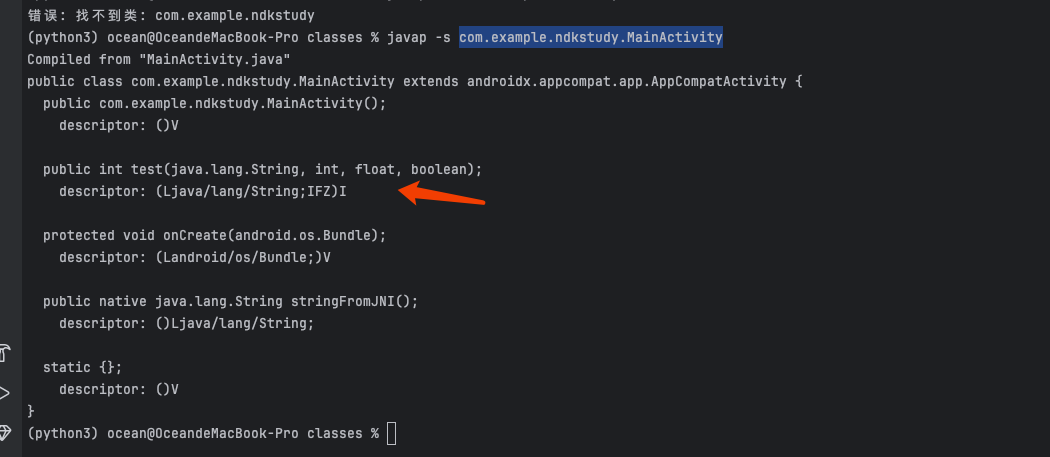 错误: 找不到类: com.example.ndkstudy
(python3) ocean@OceandeMacBook-Pro classes % javap -s com.example.ndkstudy.MainActivity
Compiled from "MainActivity.java"
public class com.example.ndkstudy.MainActivity extends androidx.appcompat.app.AppCompatActivity {
  public com.example.ndkstudy.MainActivity();
    descriptor: ()V
  public int test(java.lang.String, int, float, boolean);
    descriptor: (Ljava/lang/String;IFZ)I
  protected void onCreate(android.os.Bundle);
    descriptor: (Landroid/os/Bundle;)V
  public native java.lang.String stringFromJNI();
    descriptor: ()Ljava/lang/String;
  static {};
    descriptor: ()V
}
(python3) ocean@OceandeMacBook-Pro classes %